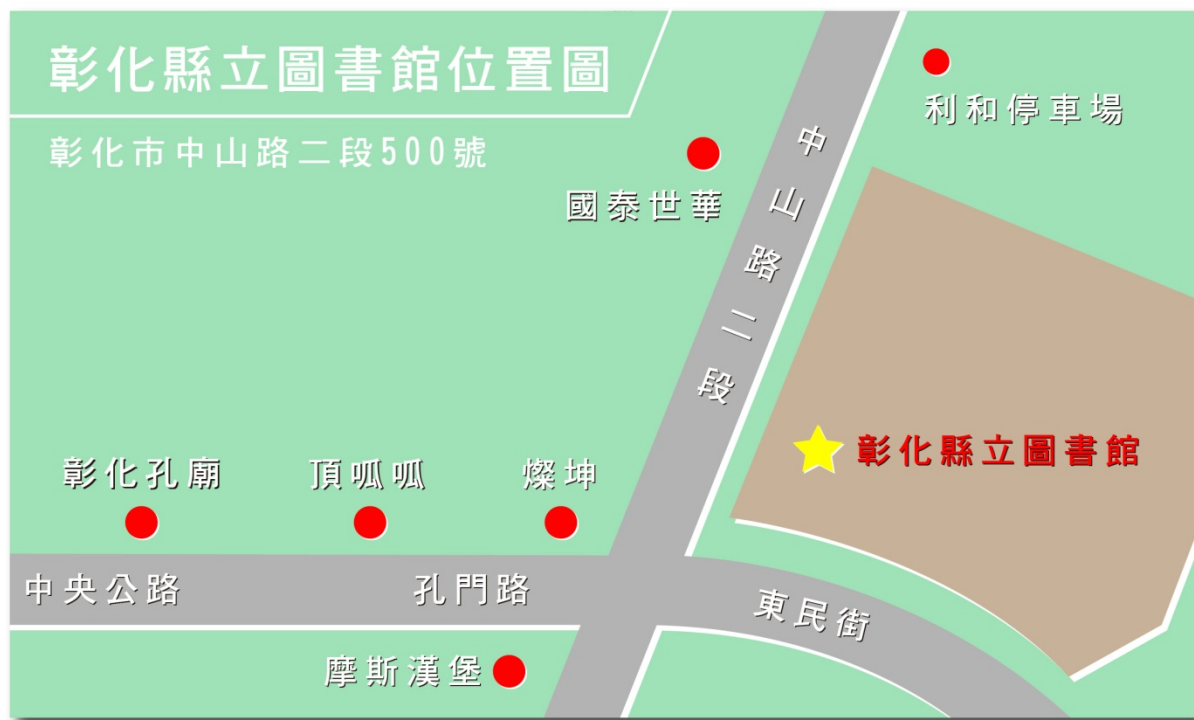 彰化縣立圖書館位置圖
彰化市中山路二段500號
利和停車場
國泰世華
中山路二段
彰化縣立圖書館
彰化孔廟
頂呱呱
燦坤
中央公路
孔門路
東民街
摩斯漢堡